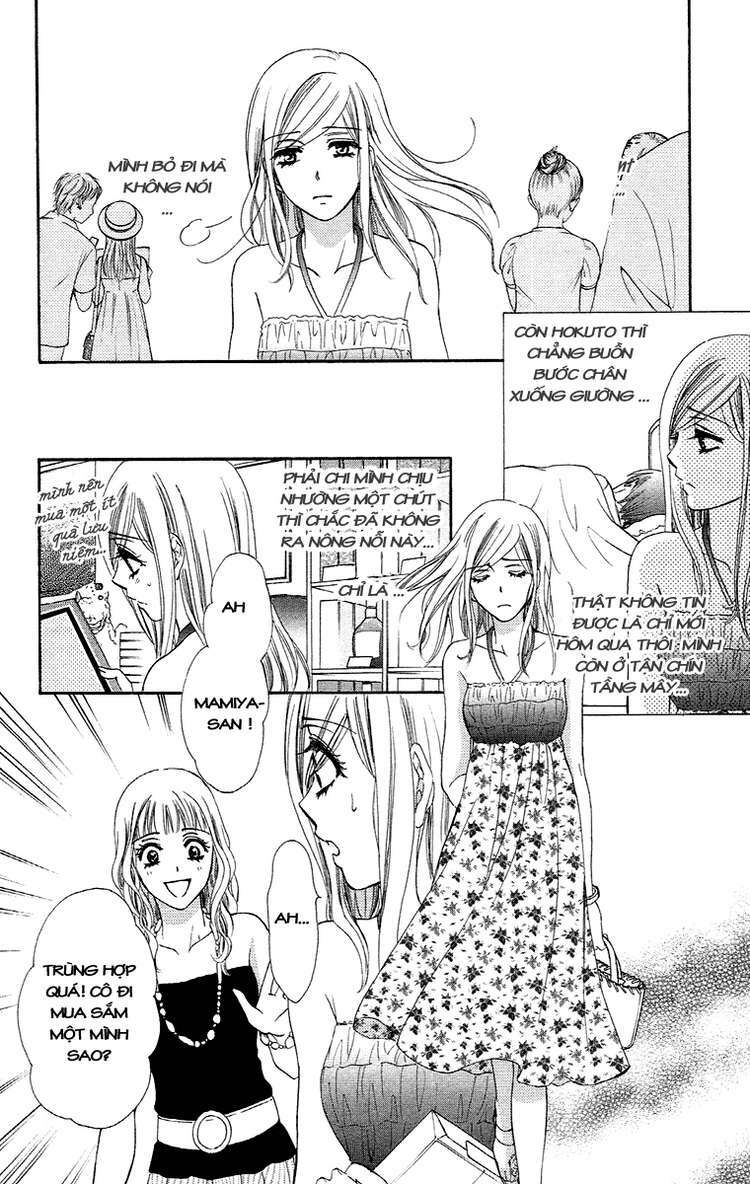 MÌNH BỎ ĐI MÀ
KHÔNG NÓI
...
CÒN HOKUTO THÌ
CHẲNG BUỒN
BƯỚC CHÂN
XUỐNG GIƯỜNG ...
mình nên
mua một ít
quà lưu
niệm...
PHẢI CHI MÌNH CHỊU
NHƯỜNG MỘT CHÚT
THÌ CHẮC ĐÃ KHÔNG
RA NÔNG NỖI NÀY...
CHỈ LÀ ...
THẬT KHÔNG TIN
ĐƯỢC LÀ CHỈ MỚI
HÔM QUA THÔI MÌNH
CÒN Ở TẬN CHÍN
TẦNG MÂY...
AH
MAMIYA-
SAN !
AH...
TRÙNG HỢP
QUÁ! CÔ ĐI
MUA SẮM
MỘT MÌNH
SAO?